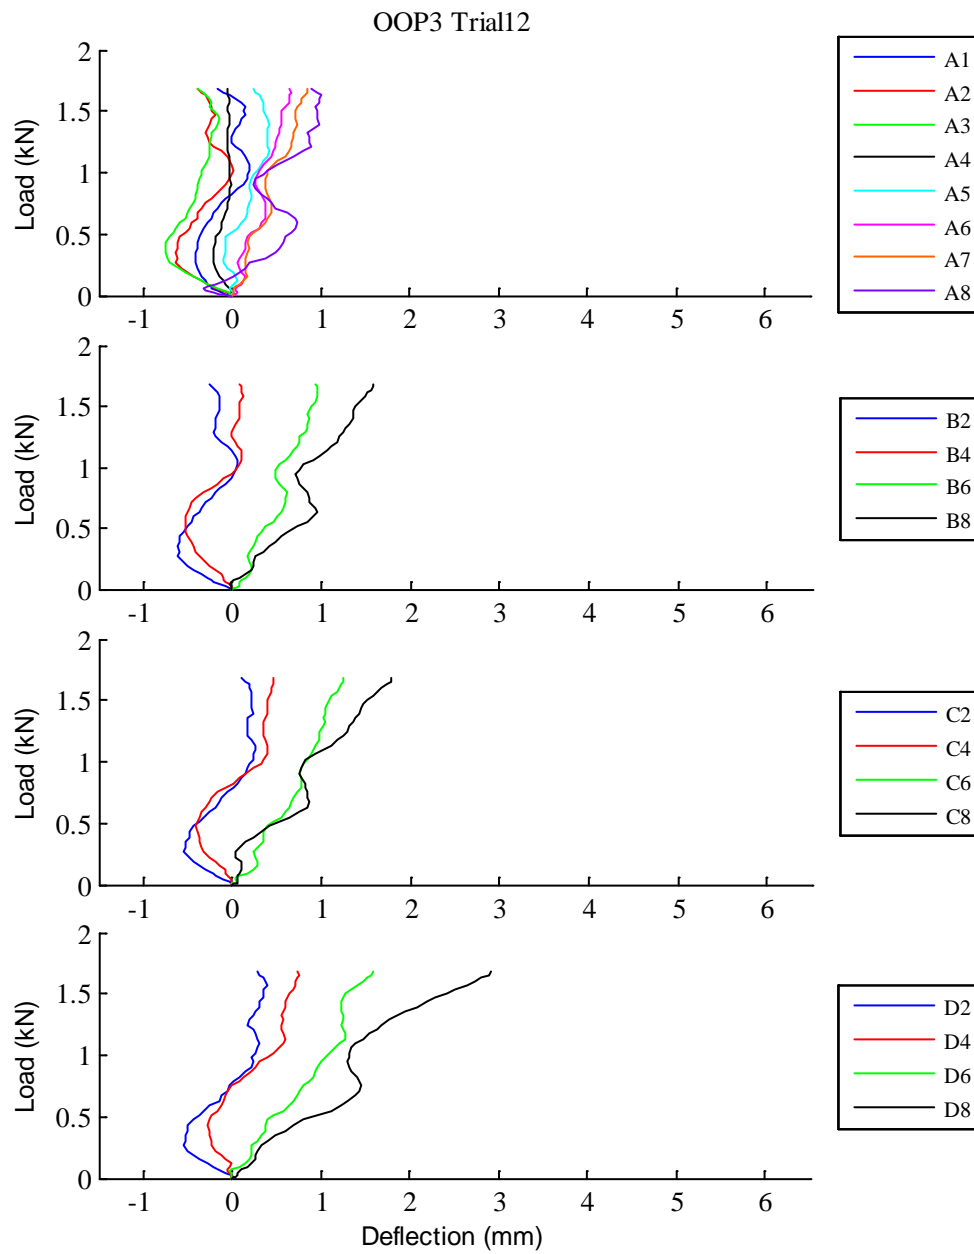 OOP3 Trial12
2
1.5
1
0.5
0
Load (kN)
-1 0 1 2 3 4 5 6
A1
A2
A3
A4
A5
A6
A7
A8
2
1.5
1
0.5
0
Load (kN)
-1 0 1 2 3 4 5 6
B2
B4
B6
B8
2
1.5
1
0.5
0
Load (kN)
-1 0 1 2 3 4 5 6
C2
C4
C6
C8
2
1.5
1
0.5
0
Load (kN)
-1 0 1 2 3 4 5 6
Deflection (mm)
D2
D4
D6
D8